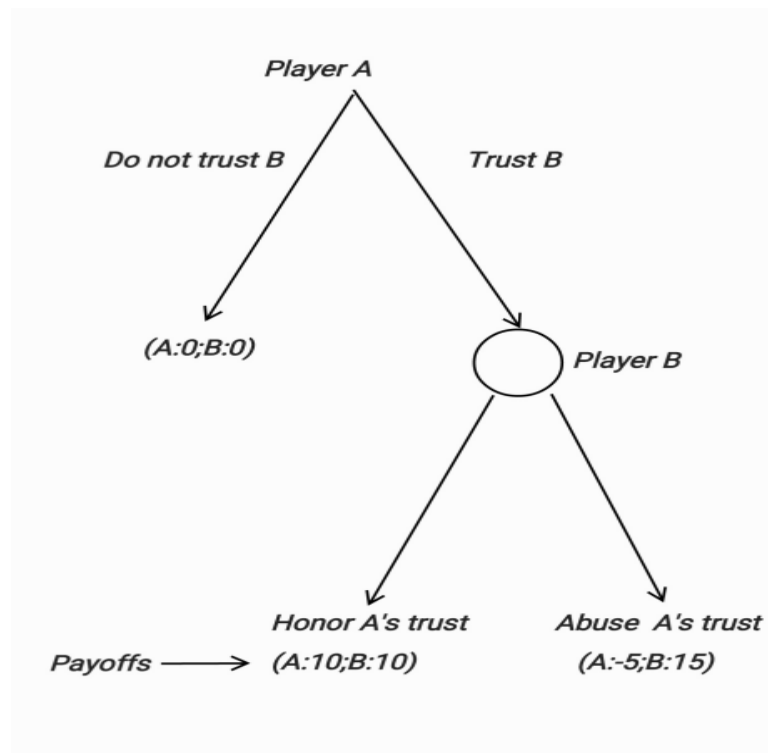 Player A
Do not trust B
Trust B
(A:0;B:0)
Player B
Honor A's trust
Abuse A's trust
Payoffs
(A:10;B:10)
(A:-5;B:15)